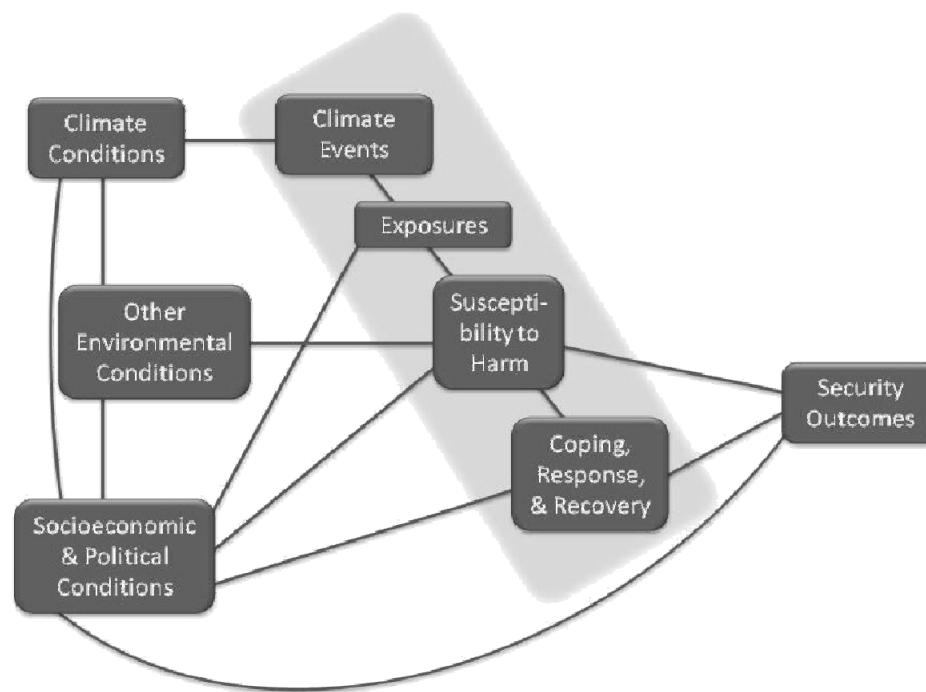 Climate
Conditions
Climate
Events
Exposures
Other
Environmental
Conditions
Suscepti-
bility to
Harm
Security
Outcomes
Coping,
Response,
& Recovery
Socioeconomic
& Political
Conditions